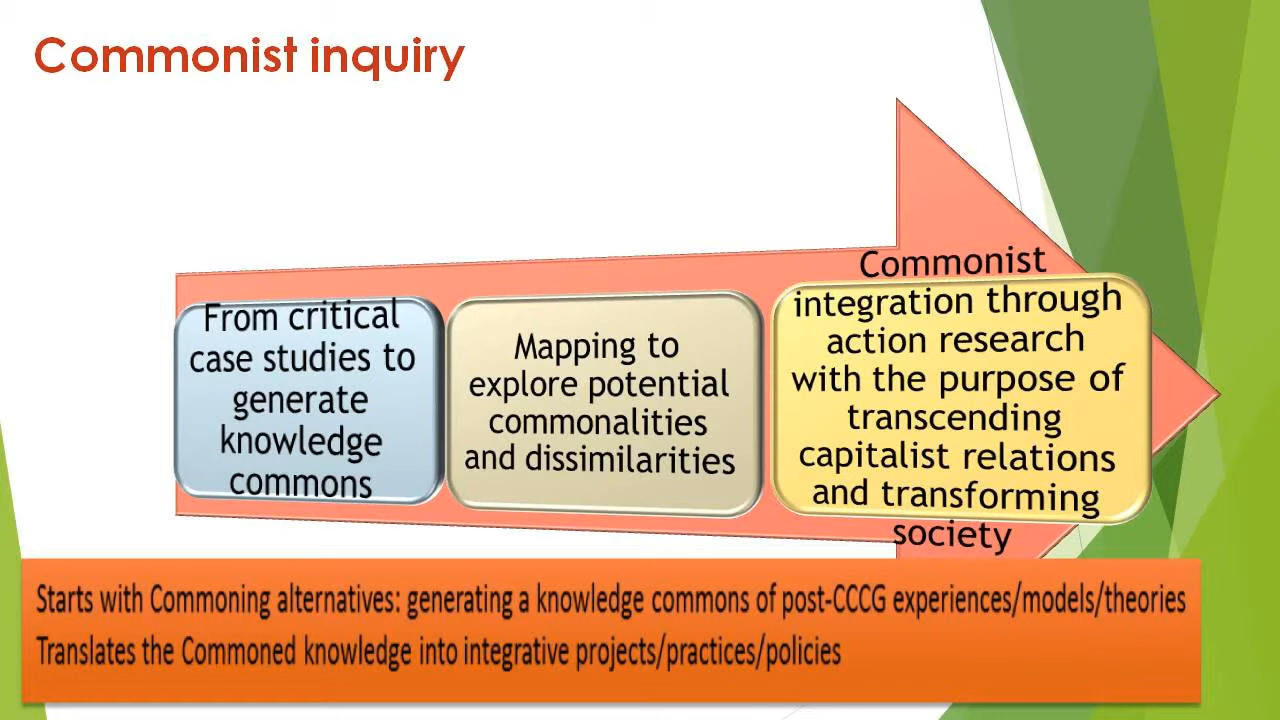 Commonist inquiry
From critical
case studies to
generate
knowledge
commons
Mapping to
explore potential
commonalities
and dissimilarities
Commonist
integration through
action research
with the purpose of
transcending
capitalist relations
and transforming
society
Starts with Commoning alternatives: generating a knowledge commons of post-CCCG experiences/models/theories
Translates the Commoned knowledge into integrative projects/practices/policies